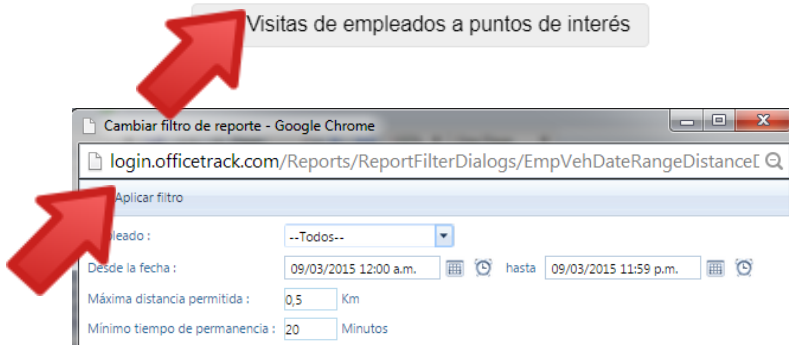 Visitas de empleados a puntos de interés
Cambiar filtro de reporte - Google Chrome
login.officetrack.com/Reports/ReportFilterDialogs/EmpVehDateRangeDistanceD
Aplicar filtro
--Todos--
Desde la fecha : 09/03/2015 12:00 a.m. hasta 09/03/2015 11:59 p.m.
Máxima distancia permitida : 0,5 Km
Mínimo tiempo de permanencia : 20 Minutos